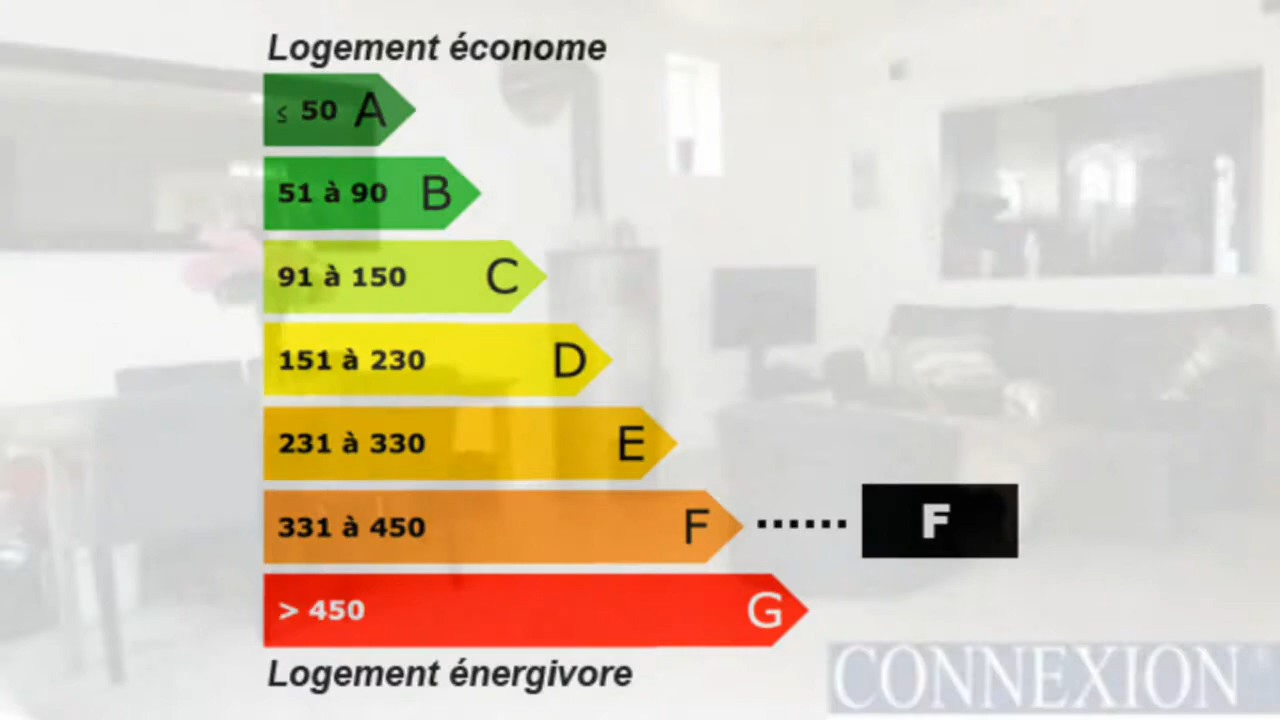 Logement économe
≤ 50 A
51 à 90 B
91 à 150 C
151 à 230 D
231 à 330 E
331 à 450 F F
> 450 G
Logement énergivore
CONNEXION